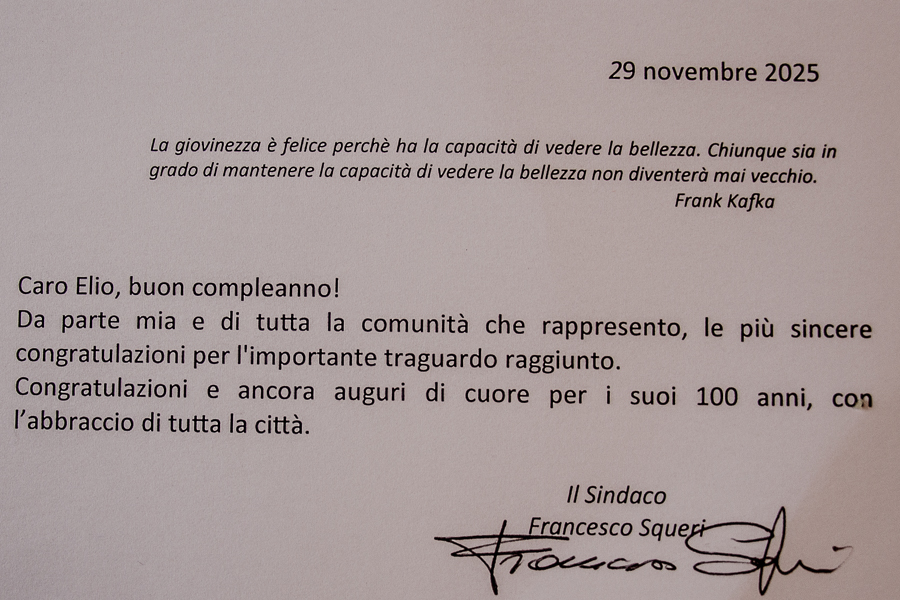 29 novembre 2025
La giovinezza è felice perchè ha la capacità di vedere la bellezza. Chiunque sia in
grado di mantenere la capacità di vedere la bellezza non diventerà mai vecchio.
Frank Kafka
Caro Elio, buon compleanno!
Da parte mia e di tutta la comunità che rappresento, le più sincere
congratulazioni per l'importante traguardo raggiunto.
Congratulazioni e ancora auguri di cuore per i suoi 100 anni, con
l’abbraccio di tutta la città.
Il Sindaco
Francesco Squeri
Francesco Squeri